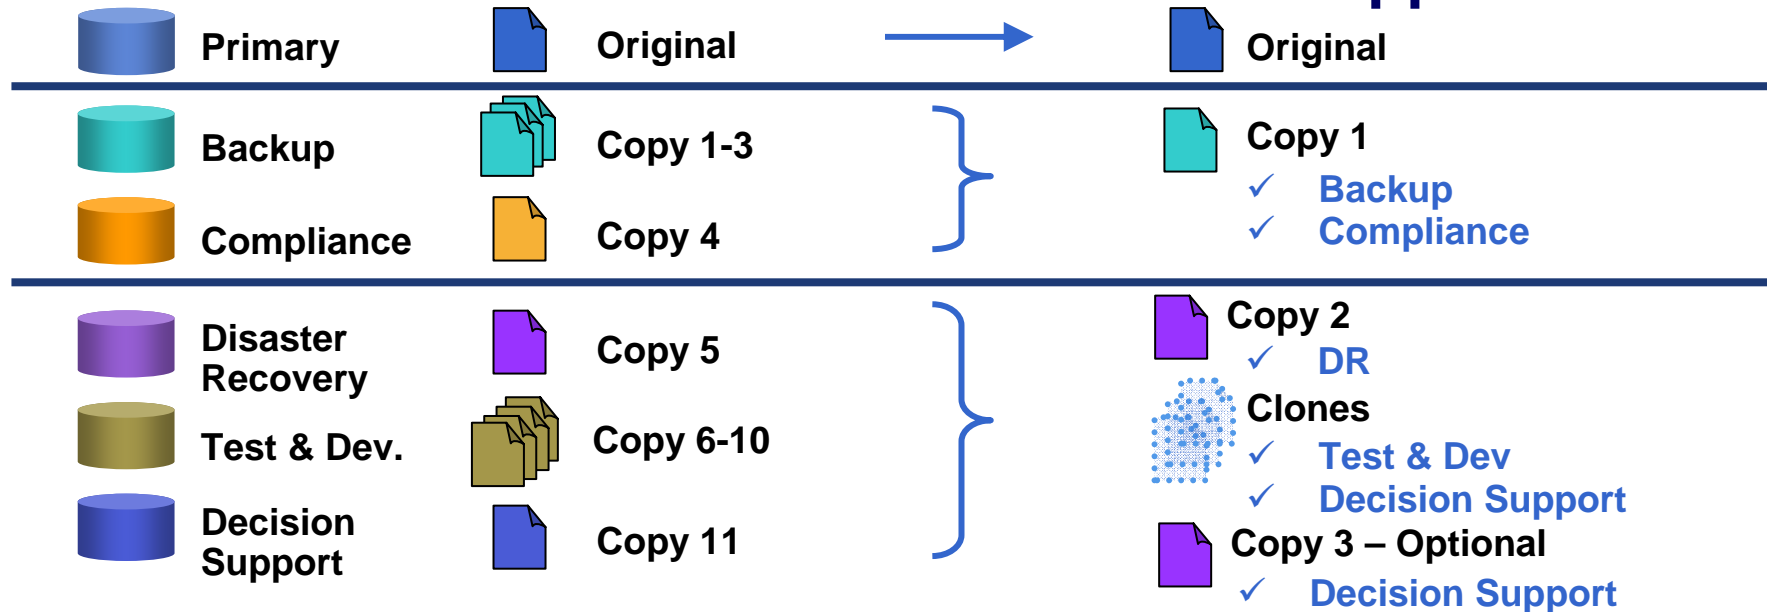 Primary
Original
Original
Backup
Copy 1-3
Copy 1
✓ Backup
✓ Compliance
Compliance
Copy 4
Disaster
Recovery
Copy 5
Copy 2
✓ DR
Test & Dev.
Copy 6-10
Clones
✓ Test & Dev
✓ Decision Support
Decision
Support
Copy 11
Copy 3 – Optional
✓ Decision Support